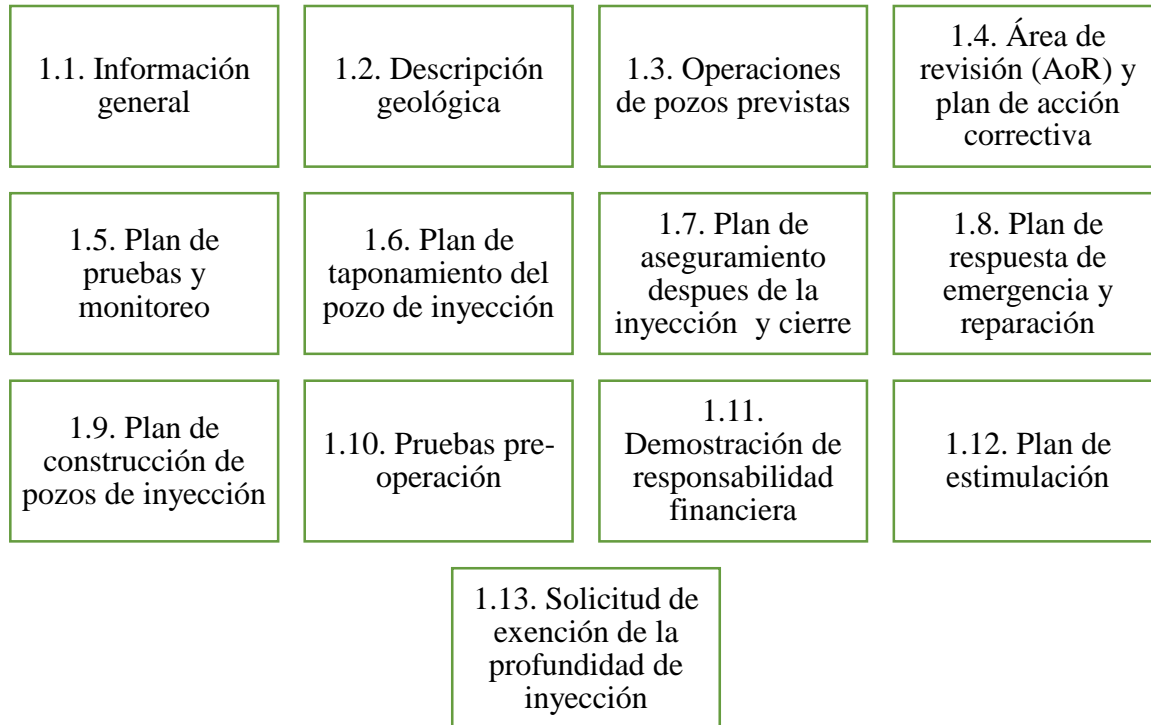 1.1. Información
general
1.2. Descripción
geológica
1.3. Operaciones
de pozos previstas
1.4. Área de
revisión (AoR) y
plan de acción
correctiva
1.5. Plan de
pruebas y
monitoreo
1.6. Plan de
taponamiento del
pozo de inyección
1.7. Plan de
aseguramiento
despues de la
inyección  y cierre
1.8. Plan de
respuesta de
emergencia y
reparación
1.9. Plan de
construcción de
pozos de inyección
1.10. Pruebas pre-
operación
1.11.
Demostración de
responsabilidad
financiera
1.12. Plan de
estimulación
1.13. Solicitud de
exención de la
profundidad de
inyección